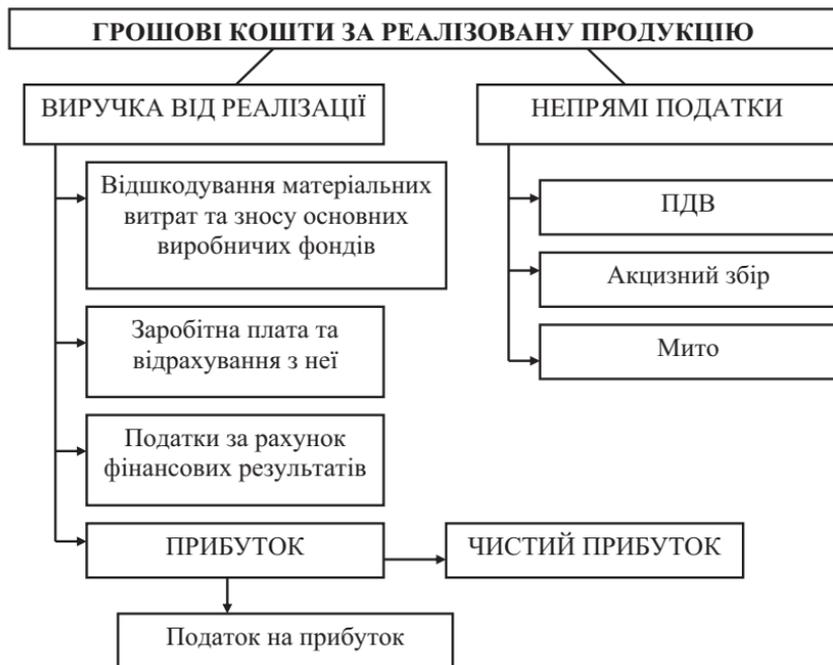 ГРОШОВІ КОШТИ ЗА РЕАЛІЗОВАНУ ПРОДУКЦІЮ
ВИРУЧКА ВІД РЕАЛІЗАЦІЇ
Відшкодування матеріальних
витрат та зносу основних
виробничих фондів
Заробітна плата та
відрахування з неї
Податки за рахунок
фінансових результатів
ПРИБУТОК
ЧИСТИЙ ПРИБУТОК
Податок на прибуток
НЕПРЯМІ ПОДАТКИ
ПДВ
Акцизний збір
Мито